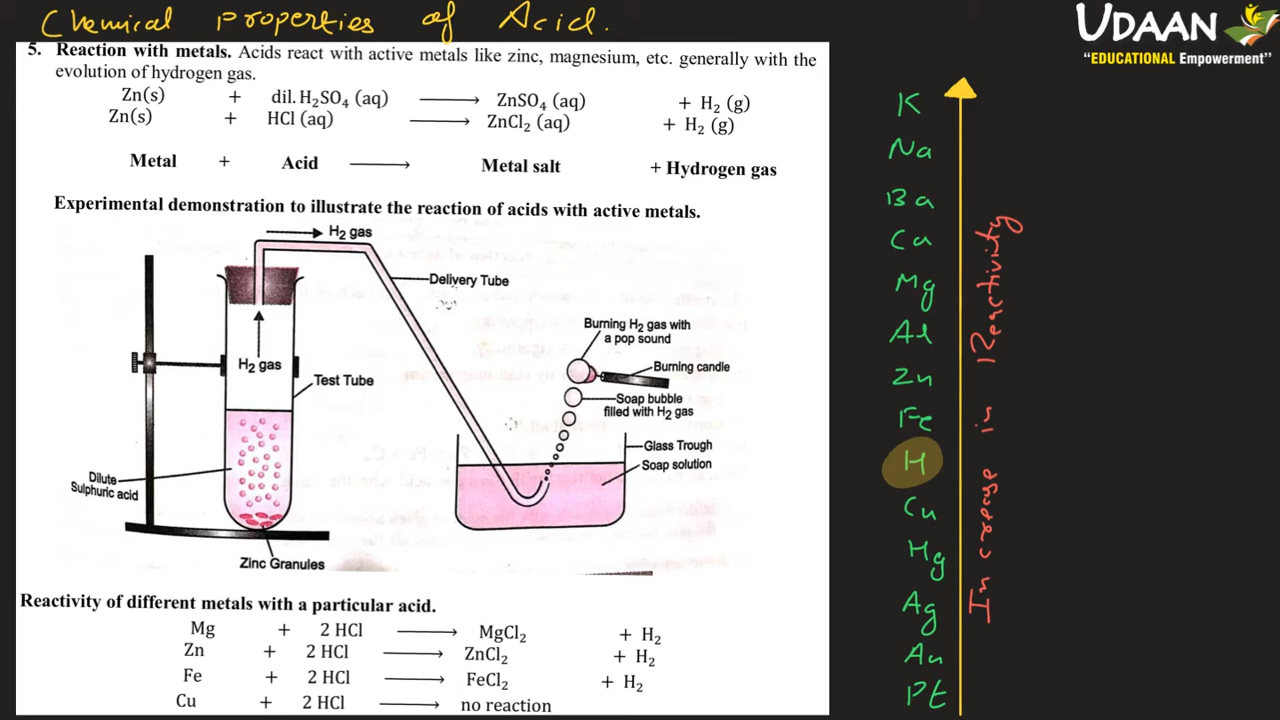 Chemical properties of Acid.
UDAAN
"EDUCATIONAL Empowerment"
5. Reaction with metals. Acids react with active metals like zinc, magnesium, etc. generally with the
evolution of hydrogen gas.
Zn(s) + dil. H₂SO₄ (aq) ⟶ ZnSO₄ (aq) + H₂ (g)
Zn(s) + HCl (aq) ⟶ ZnCl₂ (aq) + H₂ (g)
Metal + Acid ⟶ Metal salt + Hydrogen gas
Experimental demonstration to illustrate the reaction of acids with active metals.
H₂ gas
Delivery Tube
Burning H₂ gas with
a pop sound
Burning candle
H₂ gas
Test Tube
Soap bubble
filled with H₂ gas
Glass Trough
Soap solution
Dilute
Sulphuric acid
Zinc Granules
Reactivity of different metals with a particular acid.
Mg + 2 HCl ⟶ MgCl₂ + H₂
Zn + 2 HCl ⟶ ZnCl₂ + H₂
Fe + 2 HCl ⟶ FeCl₂ + H₂
Cu + 2 HCl ⟶ no reaction
K
Na
Ba
Ca
Mg
Al
Zn
Fe
H
Cu
Hg
Ag
Au
Pt
Increase in Reactivity